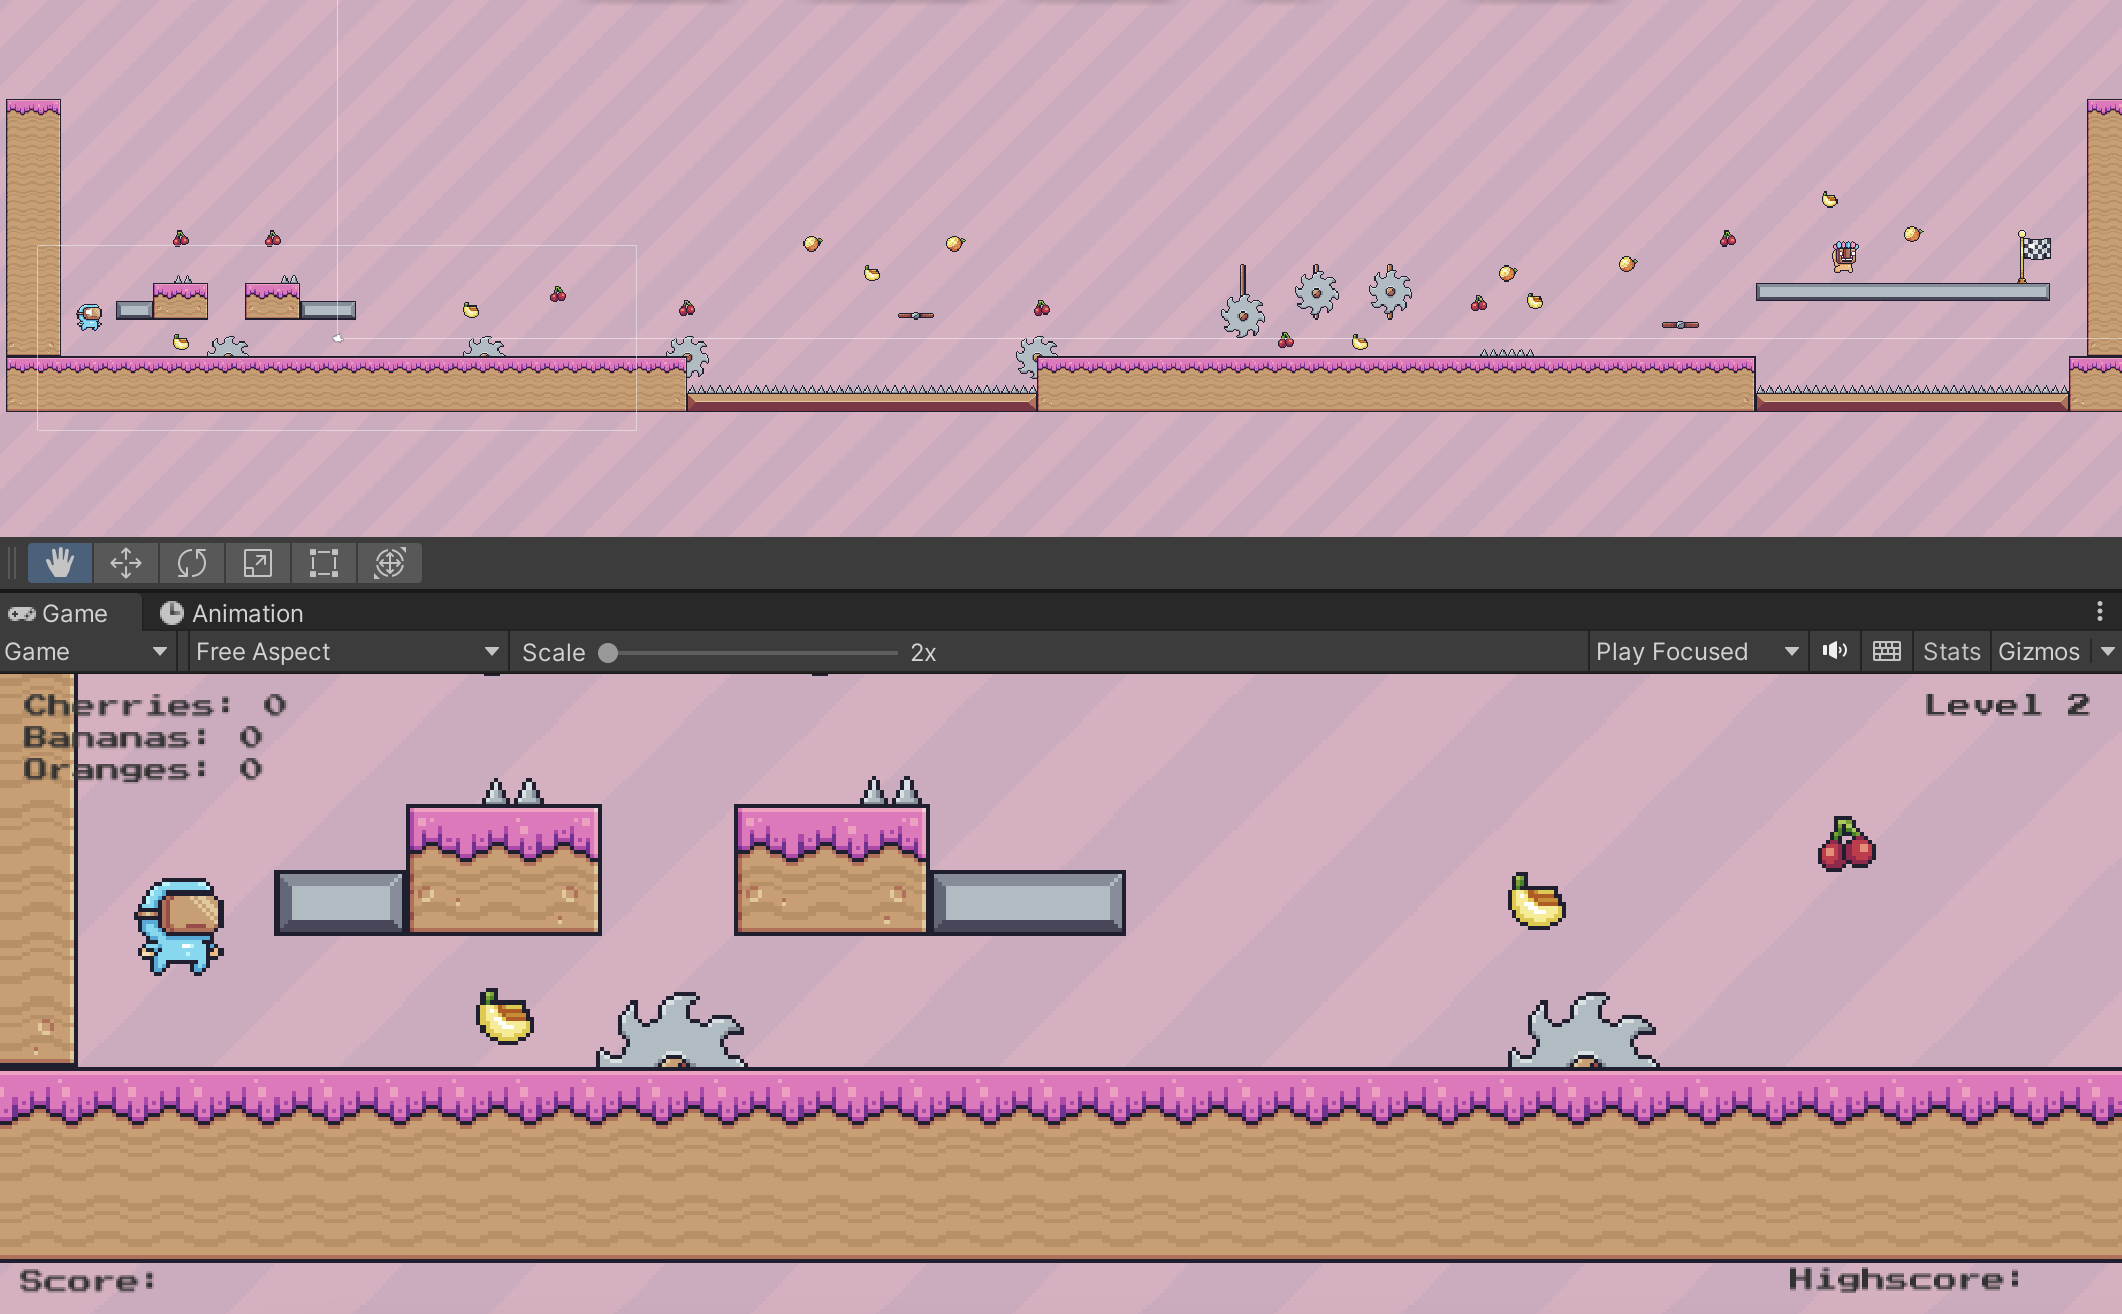 Game
Animation
Game
Free Aspect
Scale
2x
Play Focused
Stats
Gizmos
Cherries: 0
Level 2
Bananas: 0
Oranges: 0
Score:
Highscore: